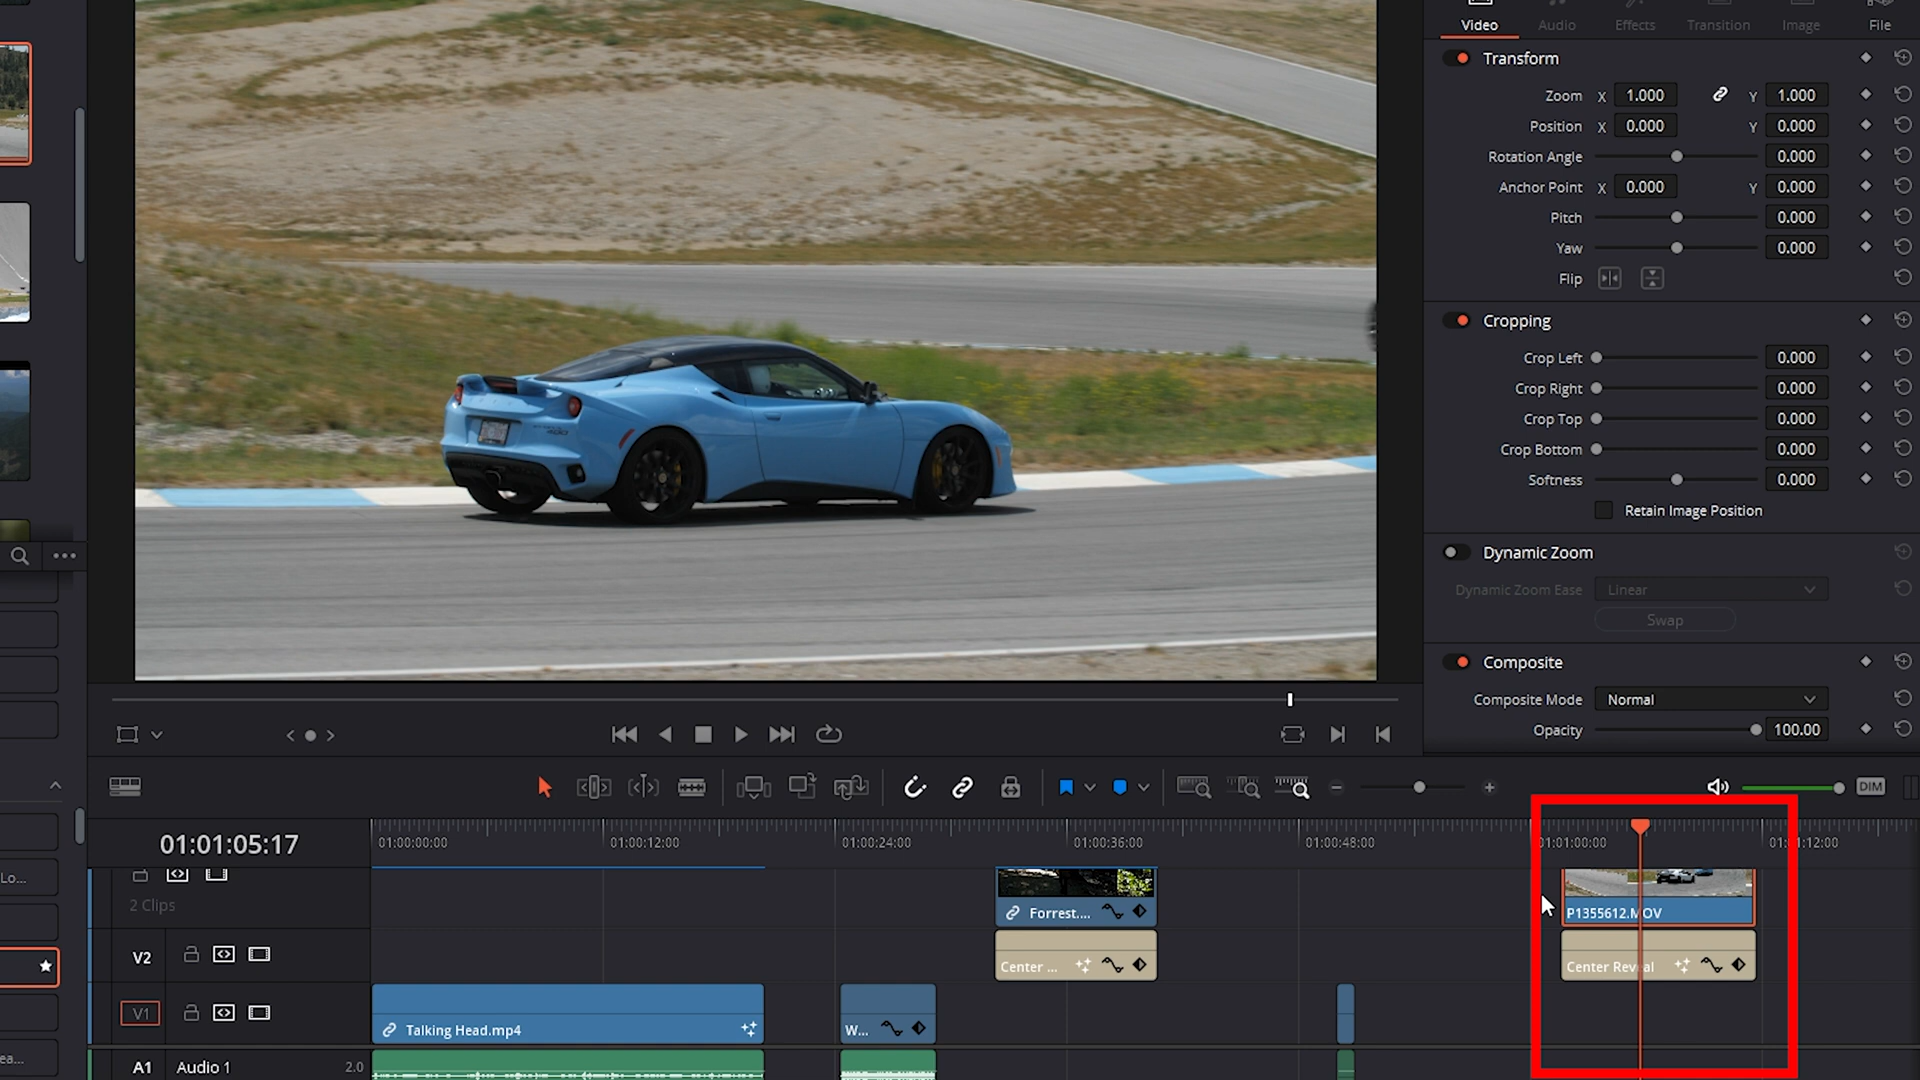 Video Audio Effects Transition Image File
Transform
Zoom X 1.000 Y 1.000
Position X 0.000 Y 0.000
Rotation Angle 0.000
Anchor Point X 0.000 Y 0.000
Pitch 0.000
Yaw 0.000
Flip
Cropping
Crop Left 0.000
Crop Right 0.000
Crop Top 0.000
Crop Bottom 0.000
Softness 0.000
Retain Image Position
Dynamic Zoom
Dynamic Zoom Ease Linear
Swap
Composite
Composite Mode Normal
Opacity 100.00
DIM
01:01:05:17
01:00:00:00 01:00:12:00 01:00:24:00 01:00:36:00 01:00:48:00 01:01:00:00
Lo...
2 Clips
Forrest....
P1355612.MOV
V2
Center ...
Center Reveal
V1
Talking Head.mp4
W...
ea...
A1 Audio 1 2.0